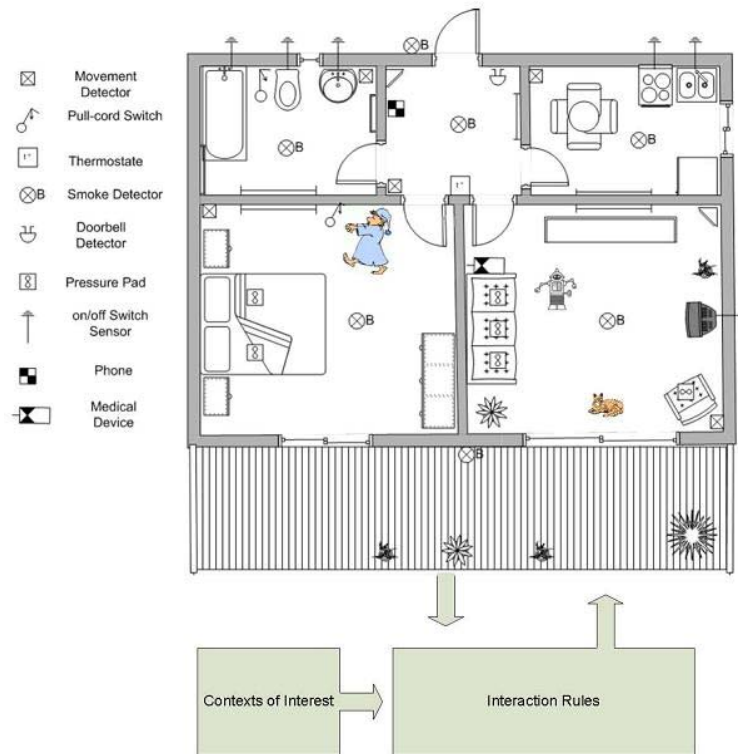 Movement
Detector
Pull-cord Switch
Thermostate
Smoke Detector
Doorbell
Detector
Pressure Pad
on/off Switch
Sensor
Phone
Medical
Device
t°
B
B
B
B
B
B
B
B
t°
Contexts of Interest
Interaction Rules